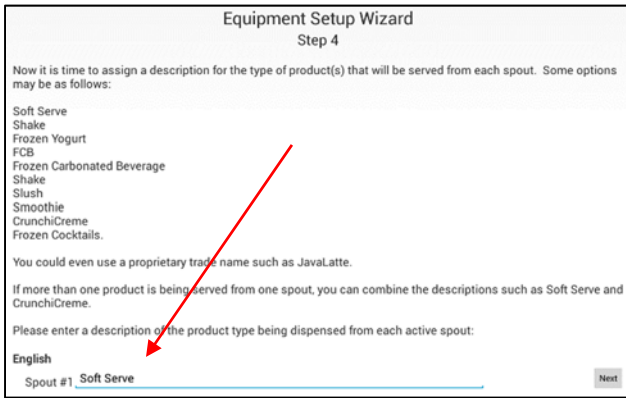 Equipment Setup Wizard
Step 4
Now it is time to assign a description for the type of product(s) that will be served from each spout. Some options
may be as follows:
Soft Serve
Shake
Frozen Yogurt
FCB
Frozen Carbonated Beverage
Shake
Slush
Smoothie
CrunchiCreme
Frozen Cocktails.
You could even use a proprietary trade name such as JavaLatte.
If more than one product is being served from one spout, you can combine the descriptions such as Soft Serve and
CrunchiCreme.
Please enter a description of the product type being dispensed from each active spout:
English
Spout #1 Soft Serve
Next